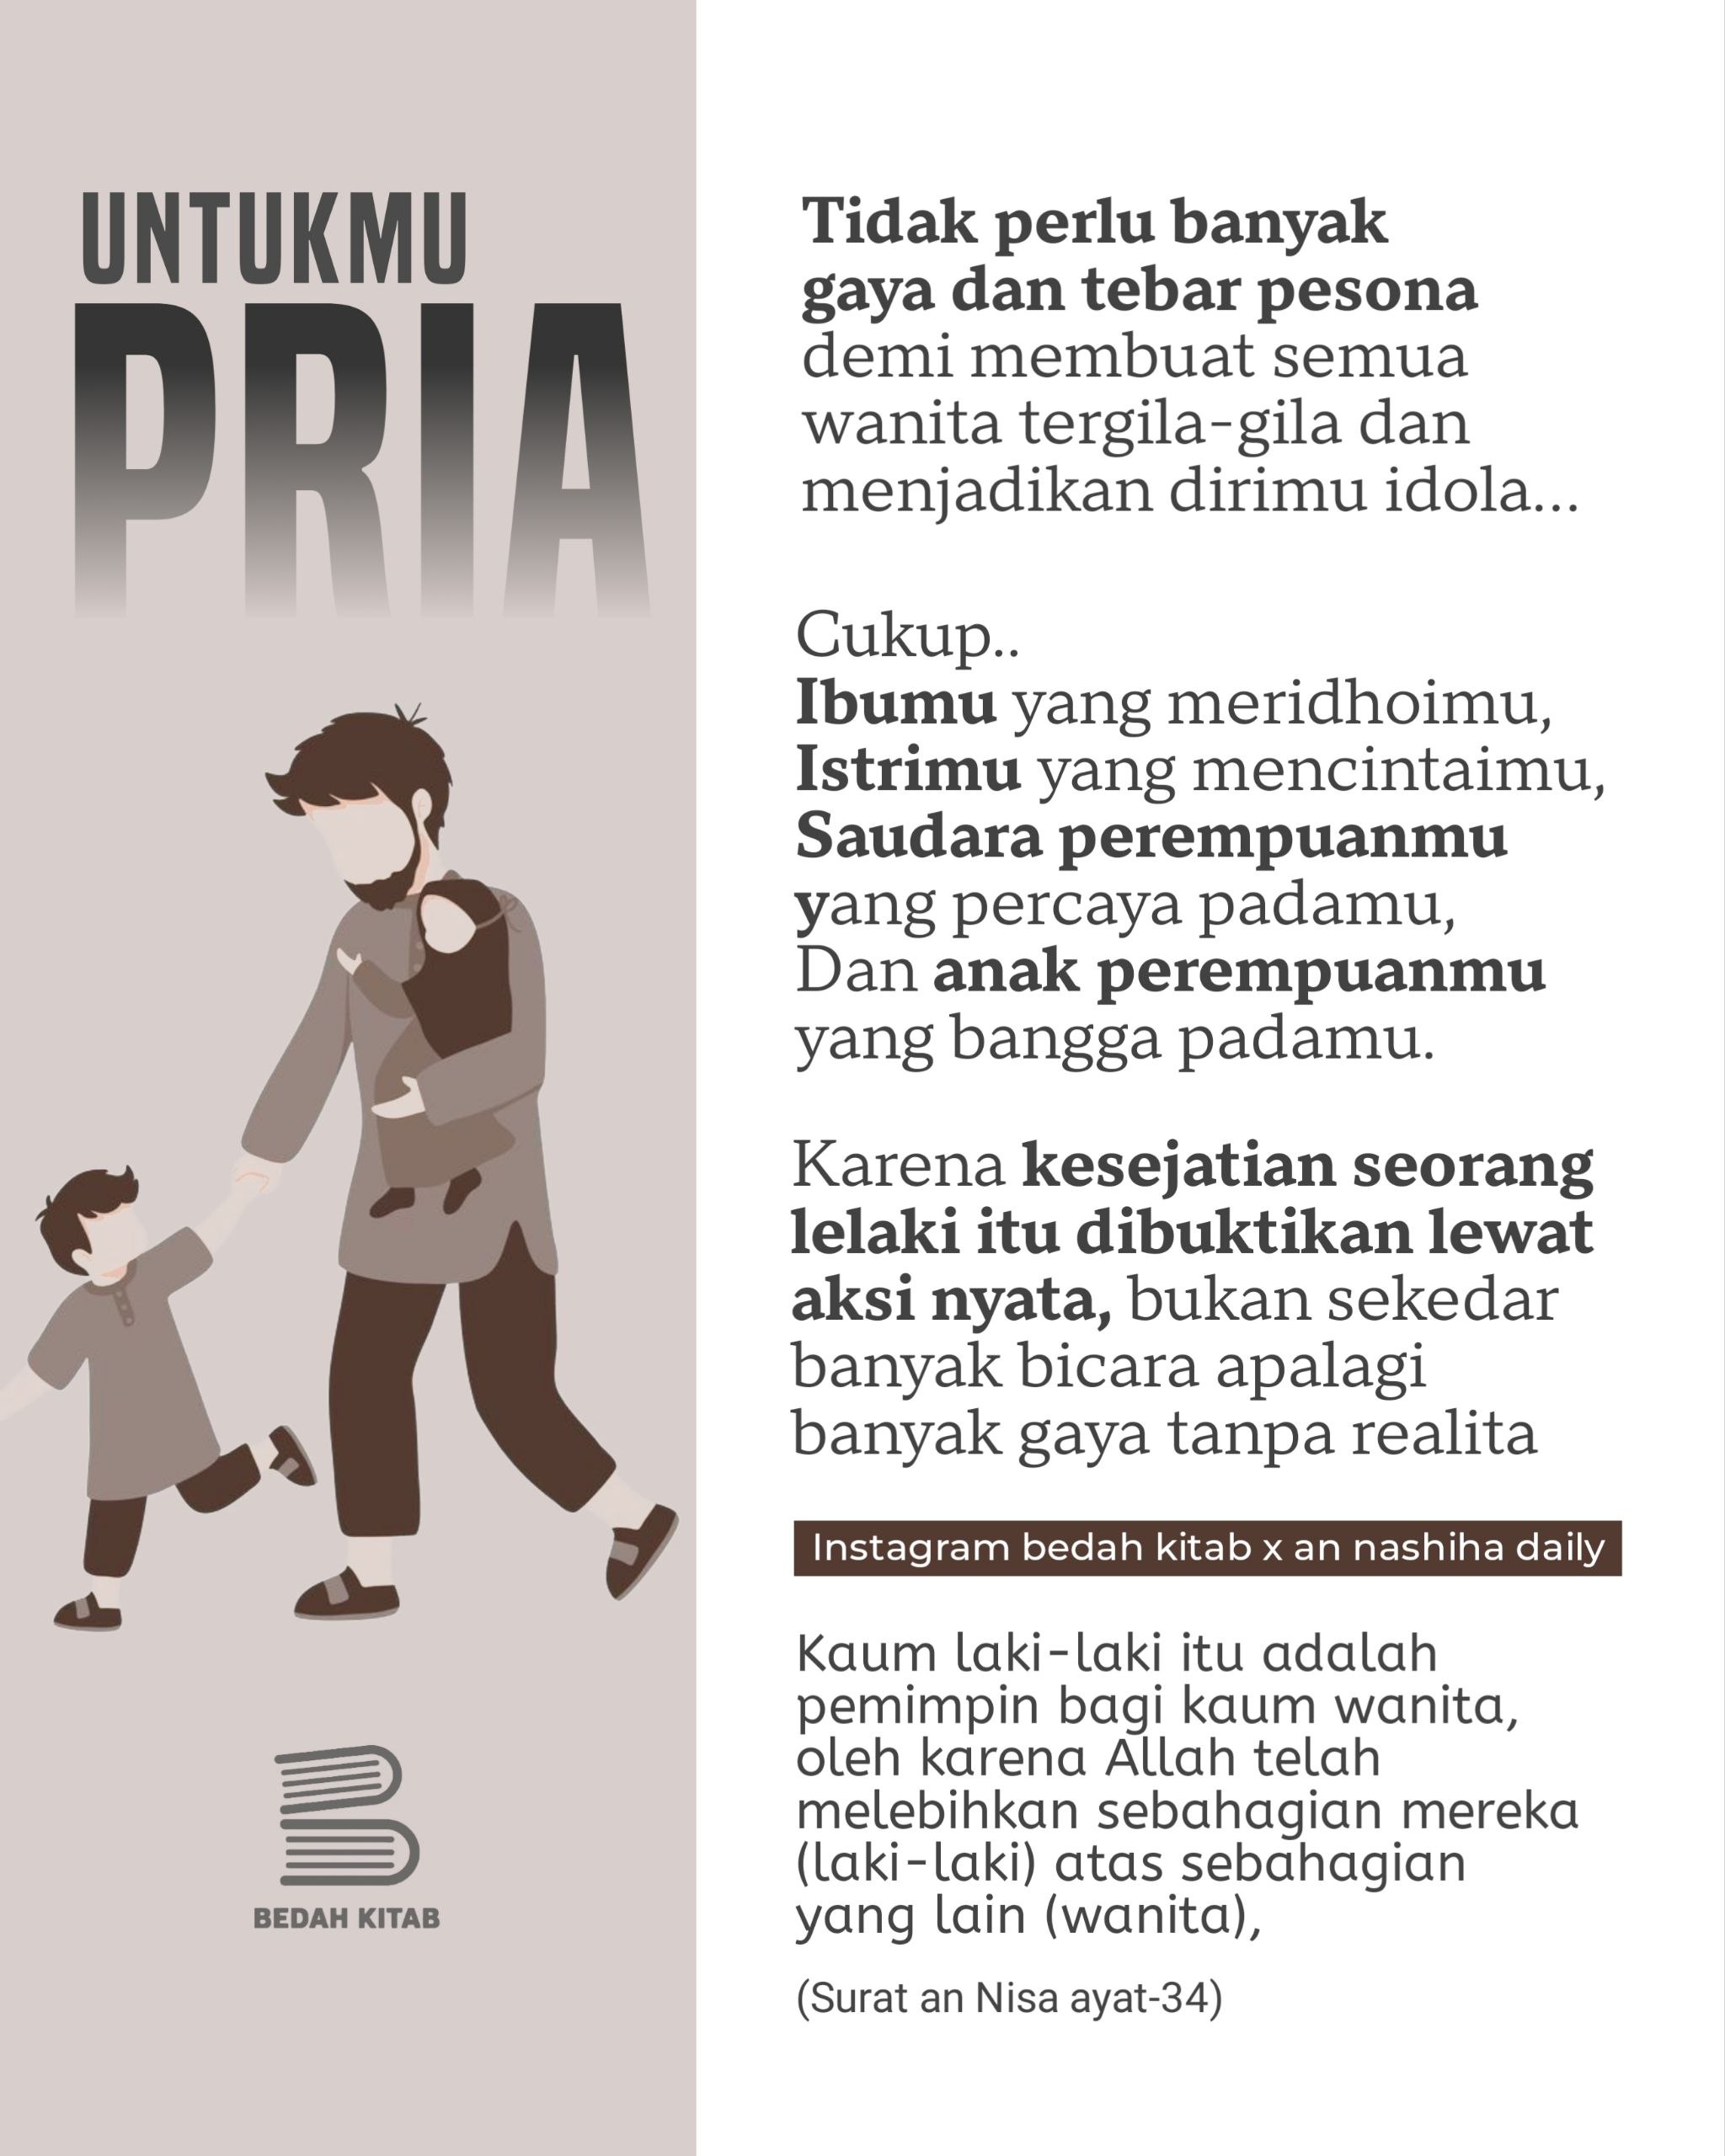 UNTUKMU
PRIA
BEDAH KITAB
Tidak perlu banyak
gaya dan tebar pesona
demi membuat semua
wanita tergila-gila dan
menjadikan dirimu idola...
Cukup..
Ibumu yang meridhoimu,
Istrimu yang mencintaimu,
Saudara perempuanmu
yang percaya padamu,
Dan anak perempuanmu
yang bangga padamu.
Karena kesejatian seorang
lelaki itu dibuktikan lewat
aksi nyata, bukan sekedar
banyak bicara apalagi
banyak gaya tanpa realita
Instagram bedah kitab x an nashiha daily
Kaum laki-laki itu adalah
pemimpin bagi kaum wanita,
oleh karena Allah telah
melebihkan sebahagian mereka
(laki-laki) atas sebahagian
yang lain (wanita),
(Surat an Nisa ayat-34)